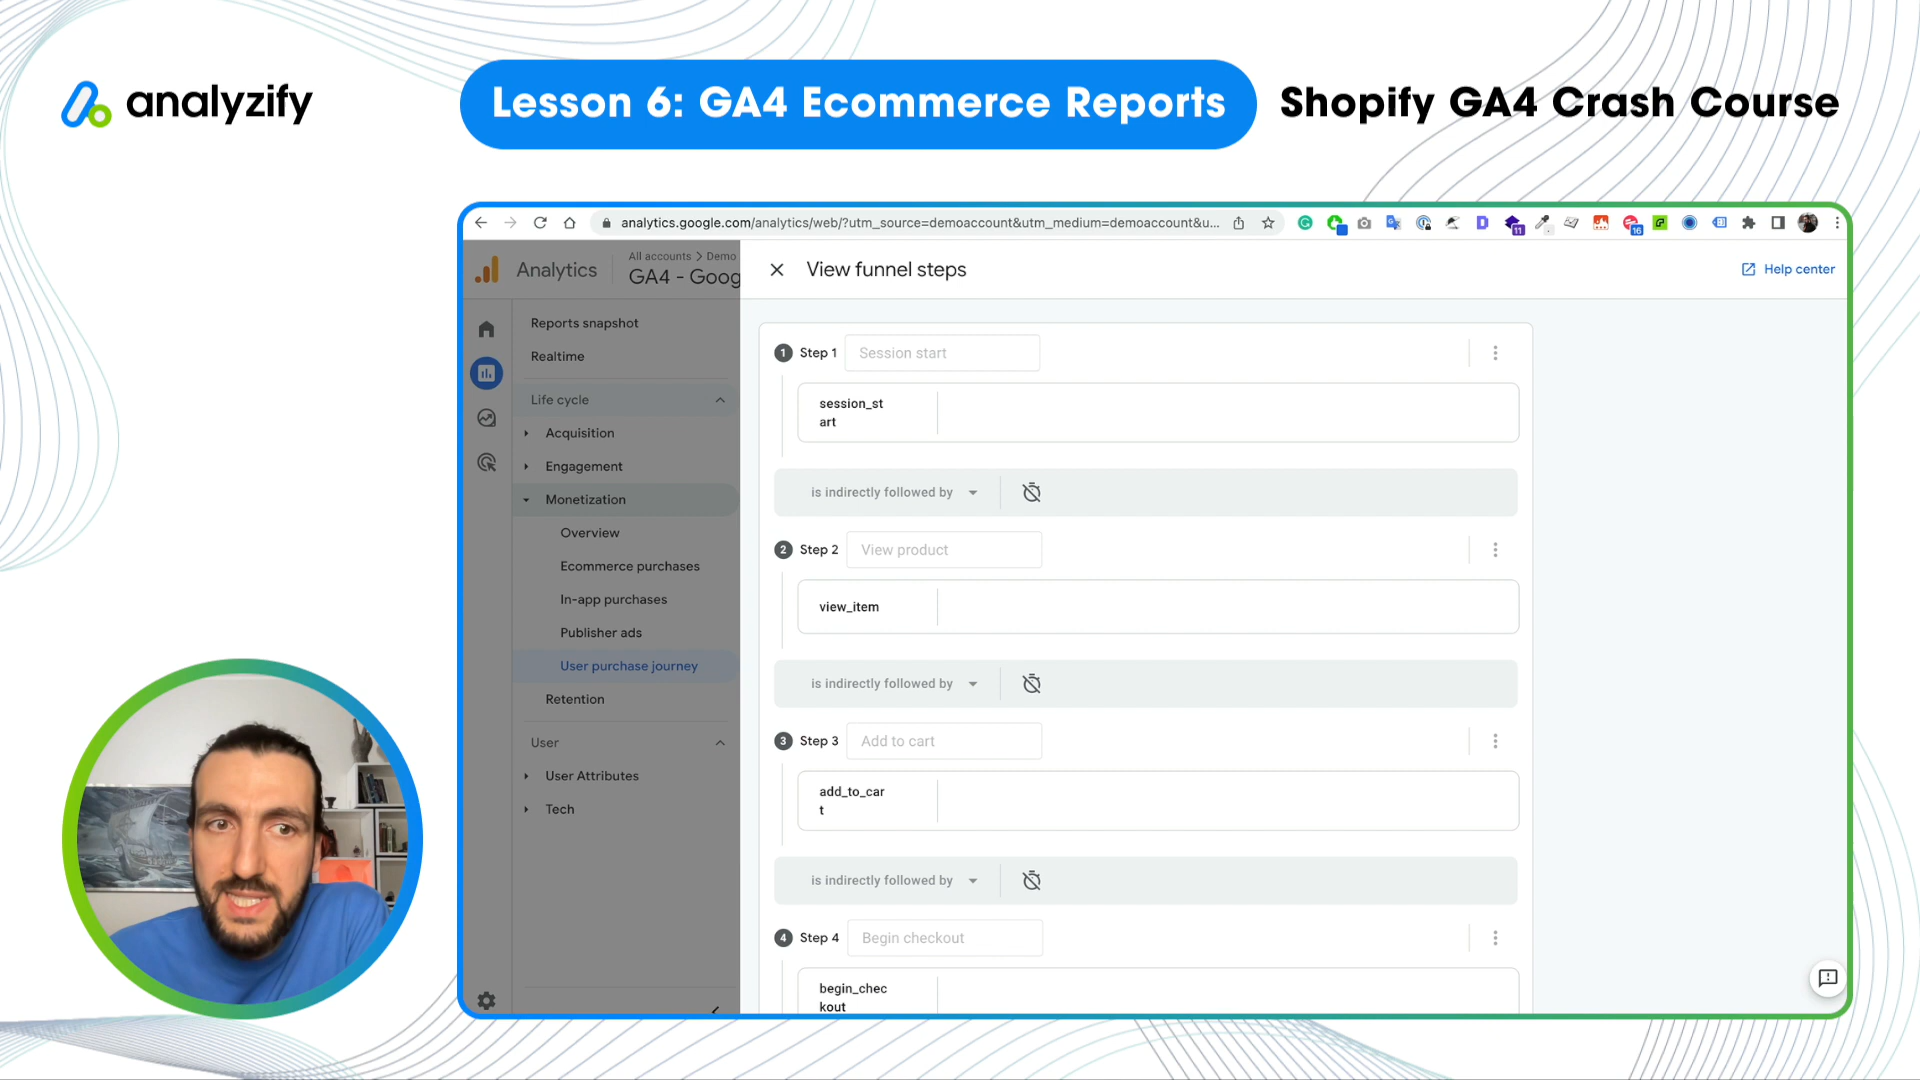 analyzify
Lesson 6: GA4 Ecommerce Reports
Shopify GA4 Crash Course
analytics.google.com/analytics/web/?utm_source=demoaccount&utm_medium=demoaccount&u...
11
16
Analytics
All accounts > Demo
GA4 - Goog
View funnel steps
Help center
Reports snapshot
Realtime
Life cycle
Acquisition
Engagement
Monetization
Overview
Ecommerce purchases
In-app purchases
Publisher ads
User purchase journey
Retention
User
User Attributes
Tech
1 Step 1 Session start
session_st
art
is indirectly followed by
2 Step 2 View product
view_item
is indirectly followed by
3 Step 3 Add to cart
add_to_car
t
is indirectly followed by
4 Step 4 Begin checkout
begin_chec
kout